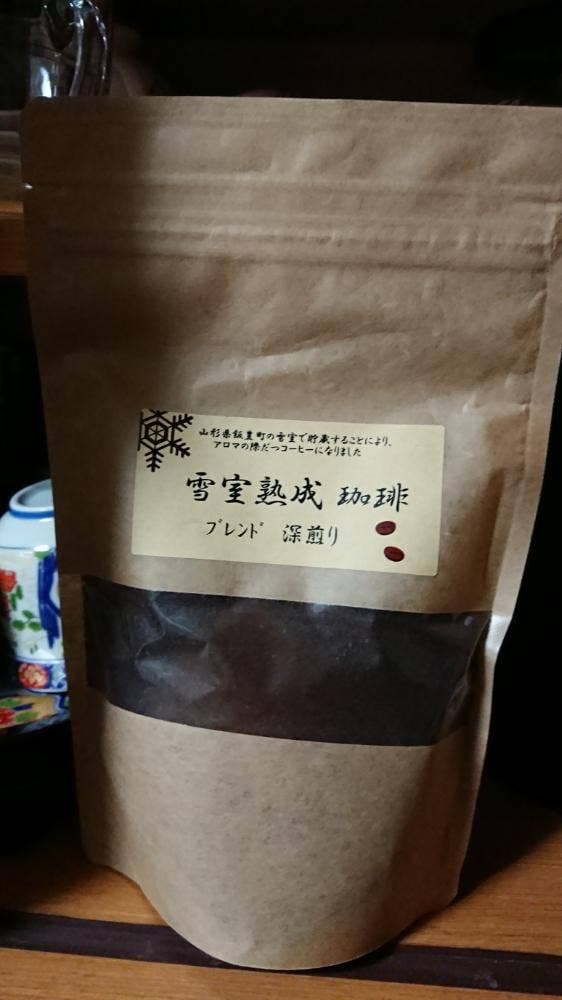 山形県飯豊町の雪室で貯蔵することにより、
アロマの際だつコーヒーになりました
雪室熟成 珈琲
ブレンド 深煎り